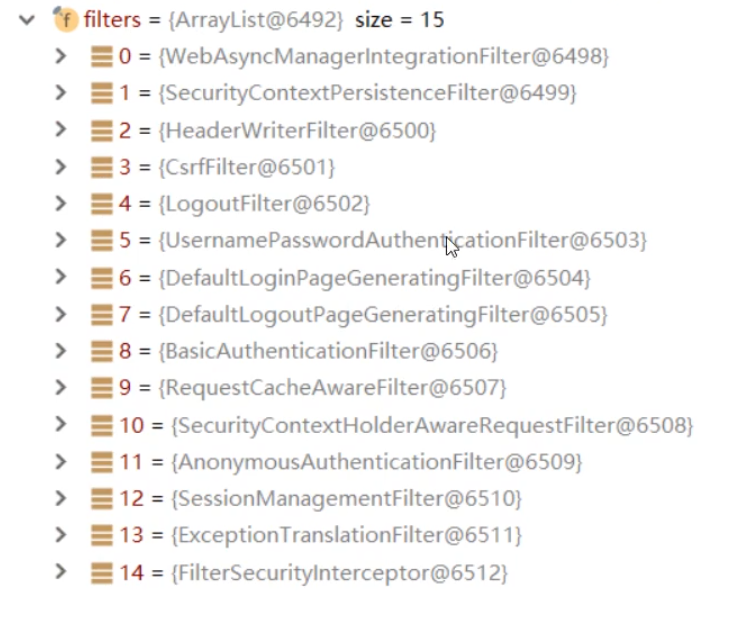 filters = {ArrayList@6492} size = 15
0 = {WebAsyncManagerIntegrationFilter@6498}
1 = {SecurityContextPersistenceFilter@6499}
2 = {HeaderWriterFilter@6500}
3 = {CsrfFilter@6501}
4 = {LogoutFilter@6502}
5 = {UsernamePasswordAuthenticationFilter@6503}
6 = {DefaultLoginPageGeneratingFilter@6504}
7 = {DefaultLogoutPageGeneratingFilter@6505}
8 = {BasicAuthenticationFilter@6506}
9 = {RequestCacheAwareFilter@6507}
10 = {SecurityContextHolderAwareRequestFilter@6508}
11 = {AnonymousAuthenticationFilter@6509}
12 = {SessionManagementFilter@6510}
13 = {ExceptionTranslationFilter@6511}
14 = {FilterSecurityInterceptor@6512}